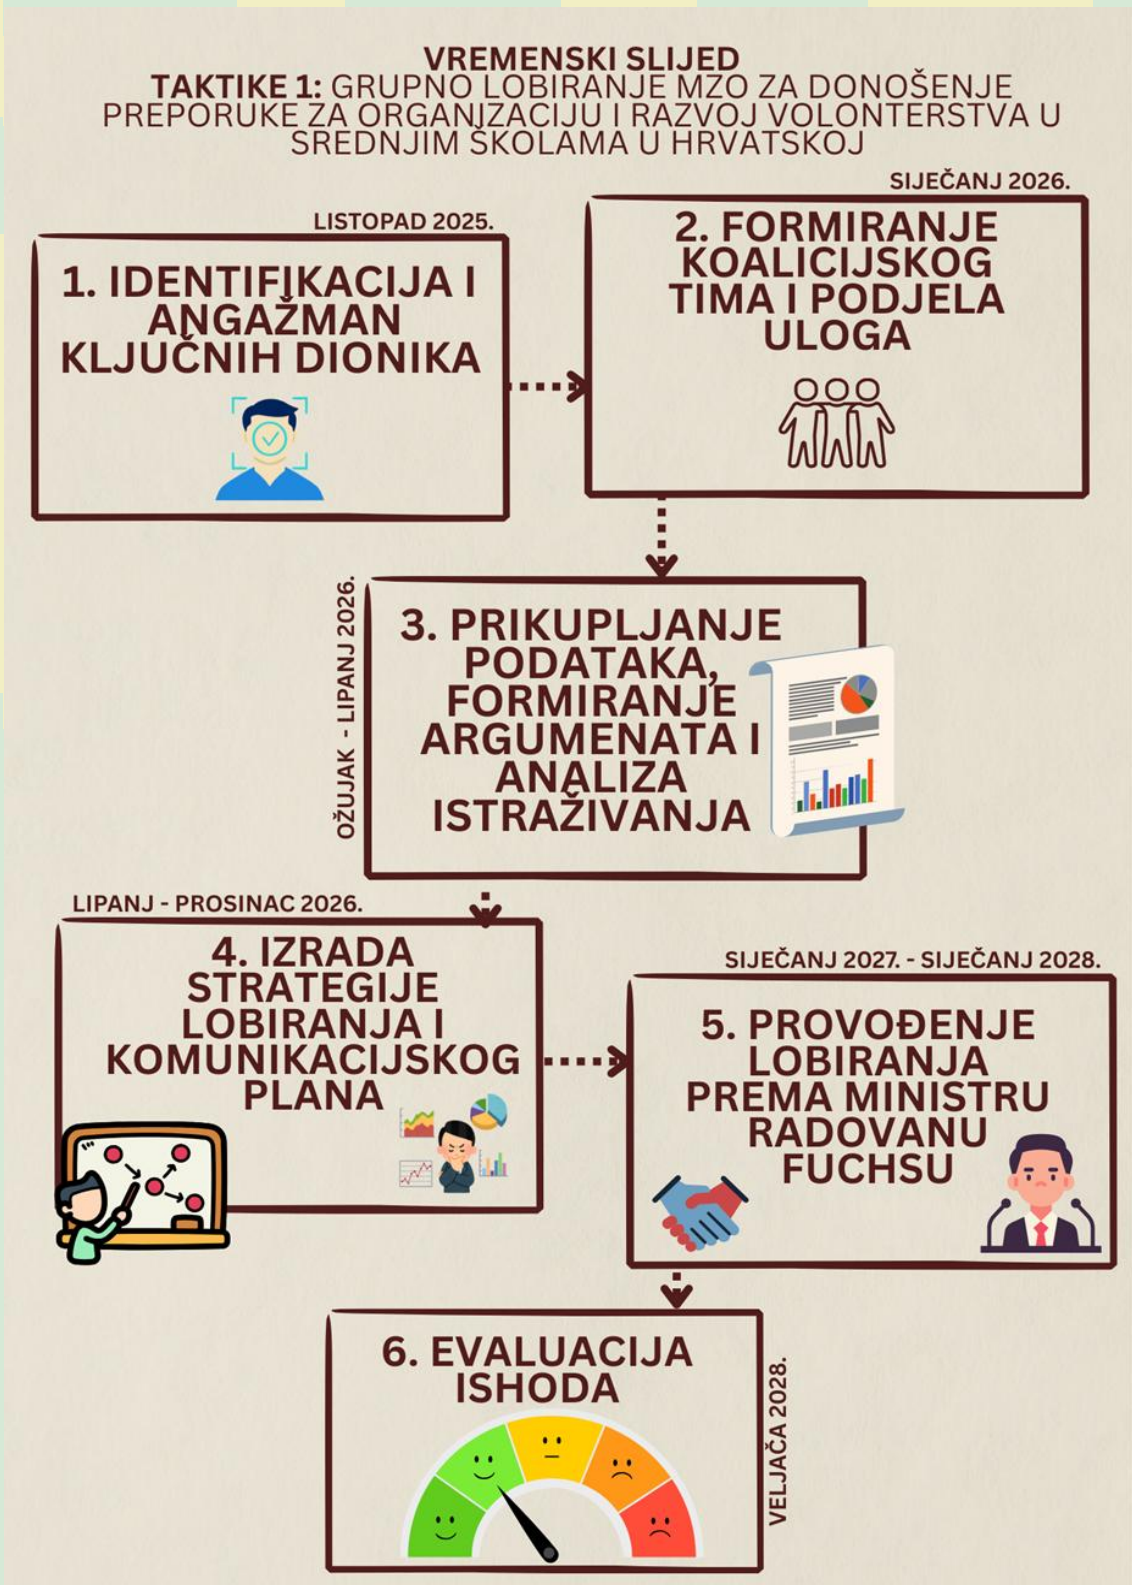 VREMENSKI SLIJED
TAKTIKE 1: GRUPNO LOBIRANJE MZO ZA DONOŠENJE
PREPORUKE ZA ORGANIZACIJU I RAZVOJ VOLONTERSTVA U
SREDNJIM ŠKOLAMA U HRVATSKOJ
LISTOPAD 2025.
1. IDENTIFIKACIJA I
ANGAŽMAN
KLJUČNIH DIONIKA
SIJEČANJ 2026.
2. FORMIRANJE
KOALICIJSKOG
TIMA I PODJELA
ULOGA
OŽUJAK - LIPANJ 2026.
3. PRIKUPLJANJE
PODATAKA,
FORMIRANJE
ARGUMENATA I
ANALIZA
ISTRAŽIVANJA
LIPANJ - PROSINAC 2026.
4. IZRADA
STRATEGIJE
LOBIRANJA I
KOMUNIKACIJSKOG
PLANA
SIJEČANJ 2027. - SIJEČANJ 2028.
5. PROVOĐENJE
LOBIRANJA
PREMA MINISTRU
RADOVANU
FUCHSU
6. EVALUACIJA
ISHODA
VELJAČA 2028.